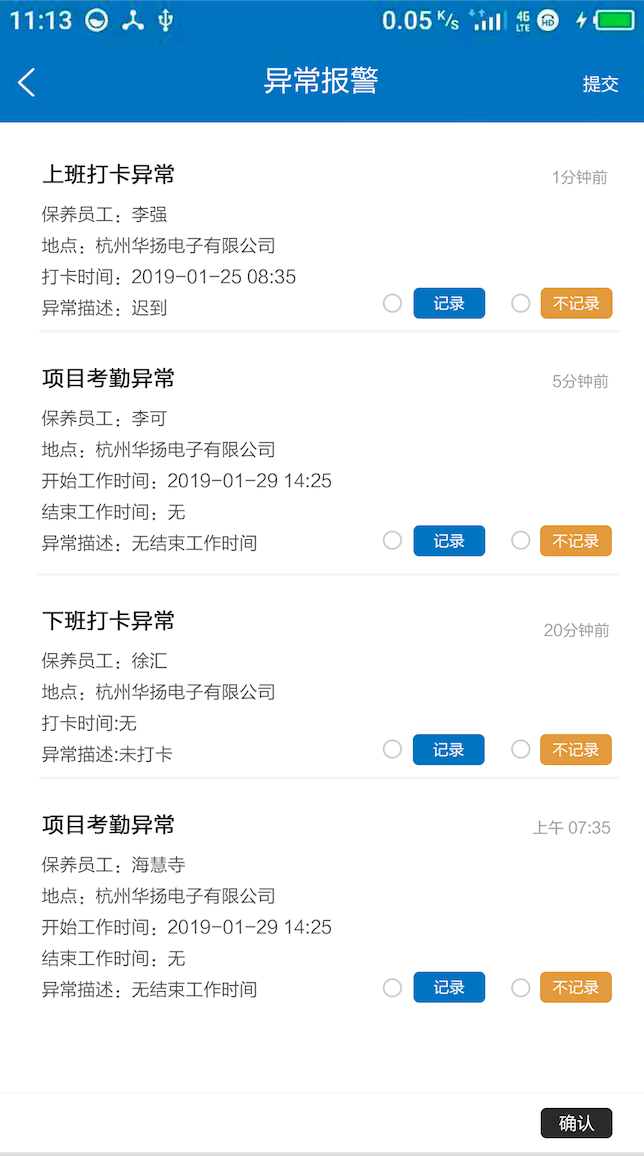 11:13 0.05 K/s 4G LTE HD
异常报警 提交
上班打卡异常 1分钟前
保养员工：李强
地点：杭州华扬电子有限公司
打卡时间：2019-01-25 08:35
异常描述：迟到 记录 不记录
项目考勤异常 5分钟前
保养员工：李可
地点：杭州华扬电子有限公司
开始工作时间：2019-01-29 14:25
结束工作时间：无
异常描述：无结束工作时间 记录 不记录
下班打卡异常 20分钟前
保养员工：徐汇
地点：杭州华扬电子有限公司
打卡时间:无
异常描述:未打卡 记录 不记录
项目考勤异常 上午 07:35
保养员工：海慧寺
地点：杭州华扬电子有限公司
开始工作时间：2019-01-29 14:25
结束工作时间：无
异常描述：无结束工作时间 记录 不记录
确认